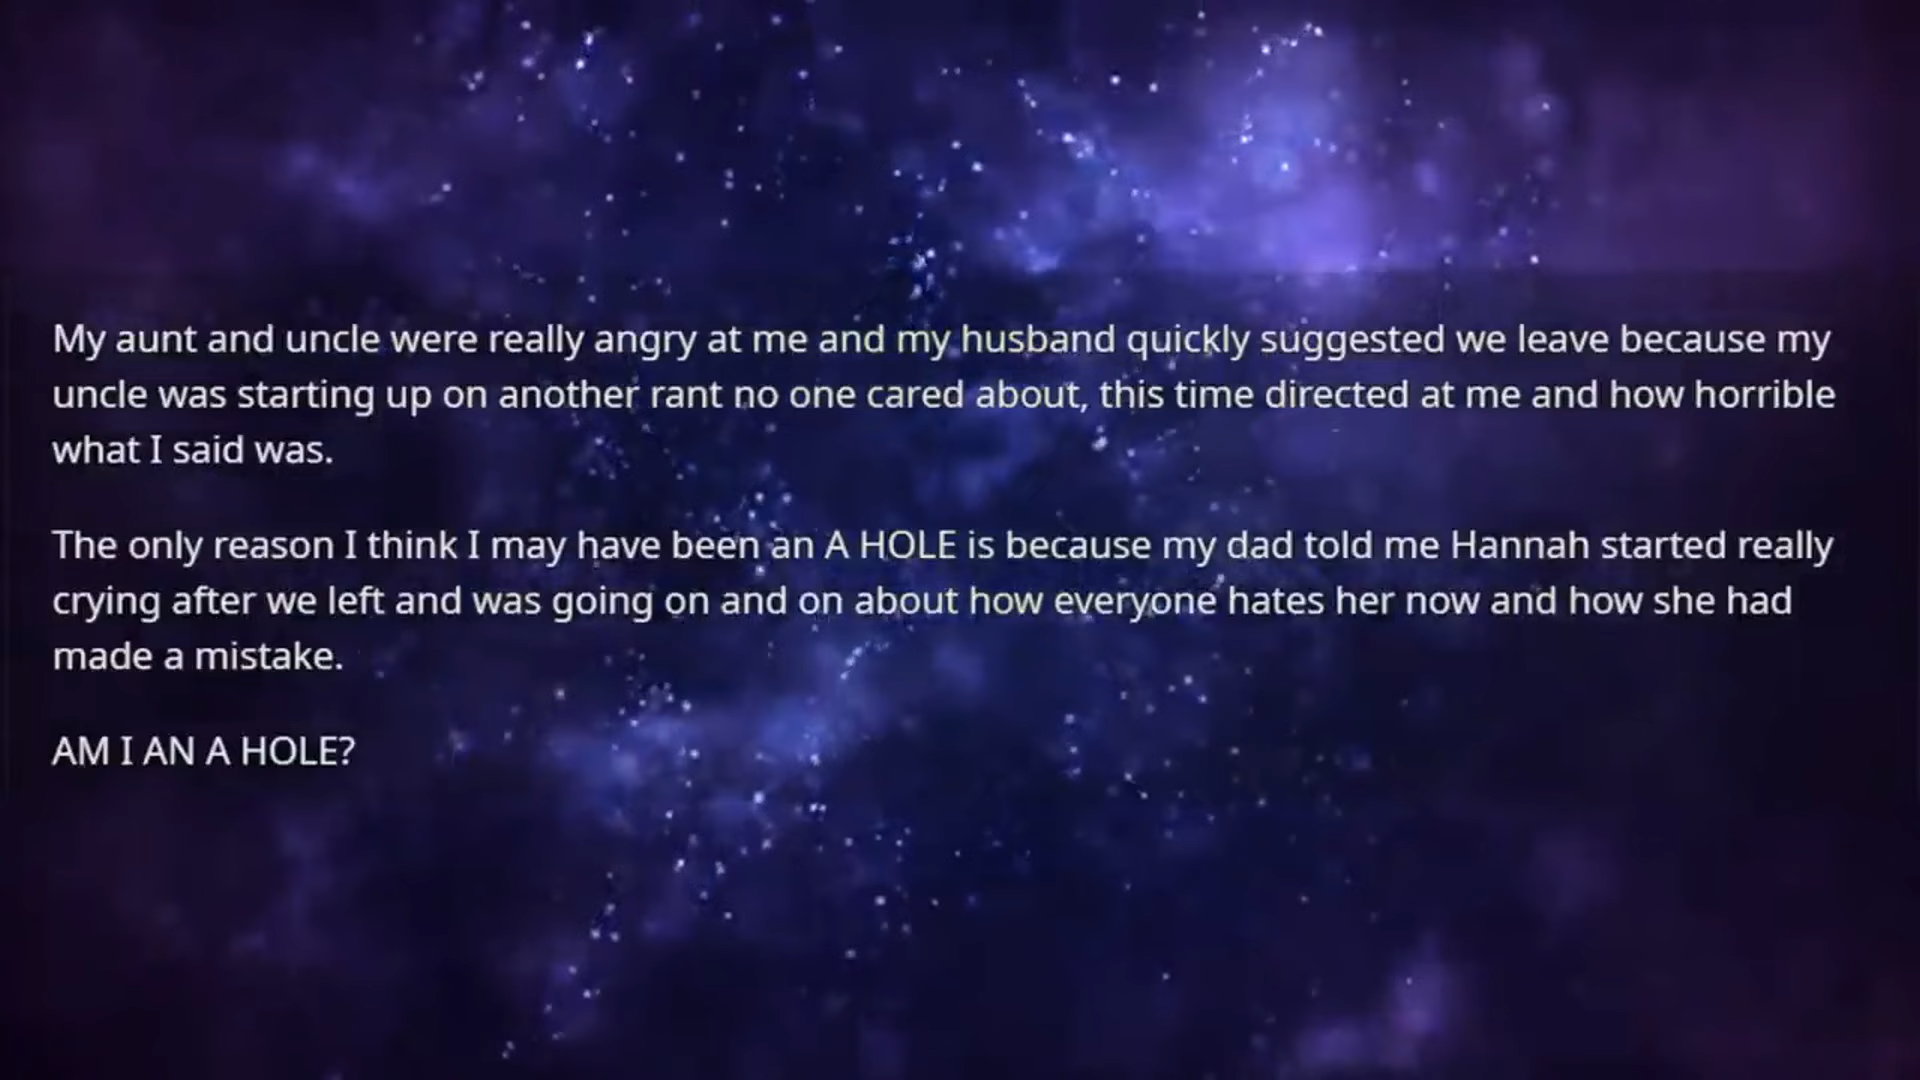 My aunt and uncle were really angry at me and my husband quickly suggested we leave because my
uncle was starting up on another rant no one cared about, this time directed at me and how horrible
what I said was.
The only reason I think I may have been an A HOLE is because my dad told me Hannah started really
crying after we left and was going on and on about how everyone hates her now and how she had
made a mistake.
AM I AN A HOLE?